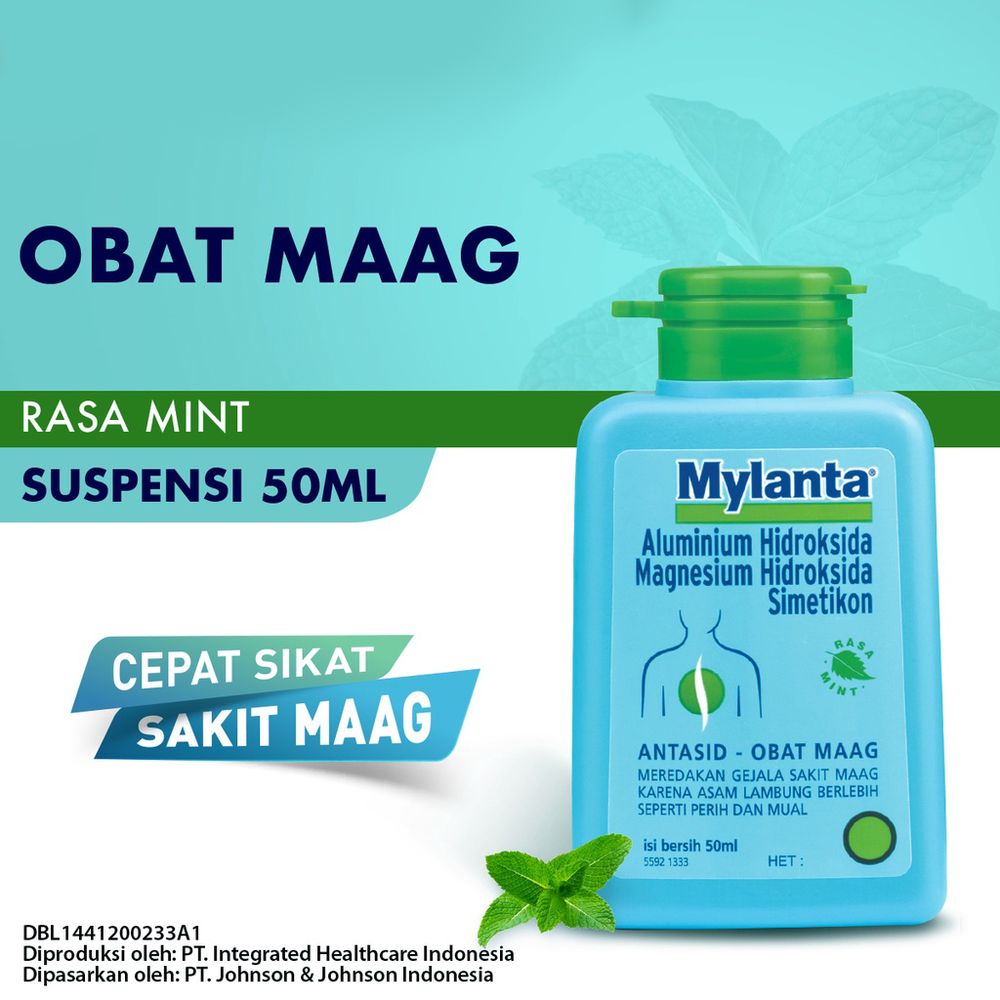 OBAT MAAG
RASA MINT
SUSPENSI 50ML
CEPAT SIKAT
SAKIT MAAG
Mylanta®
Aluminium Hidroksida
Magnesium Hidroksida
Simetikon
RASA
MINT
ANTASID - OBAT MAAG
MEREDAKAN GEJALA SAKIT MAAG
KARENA ASAM LAMBUNG BERLEBIH
SEPERTI PERIH DAN MUAL
isi bersih 50ml
5592 1333
HET :
DBL1441200233A1
Diproduksi oleh: PT. Integrated Healthcare Indonesia
Dipasarkan oleh: PT. Johnson & Johnson Indonesia